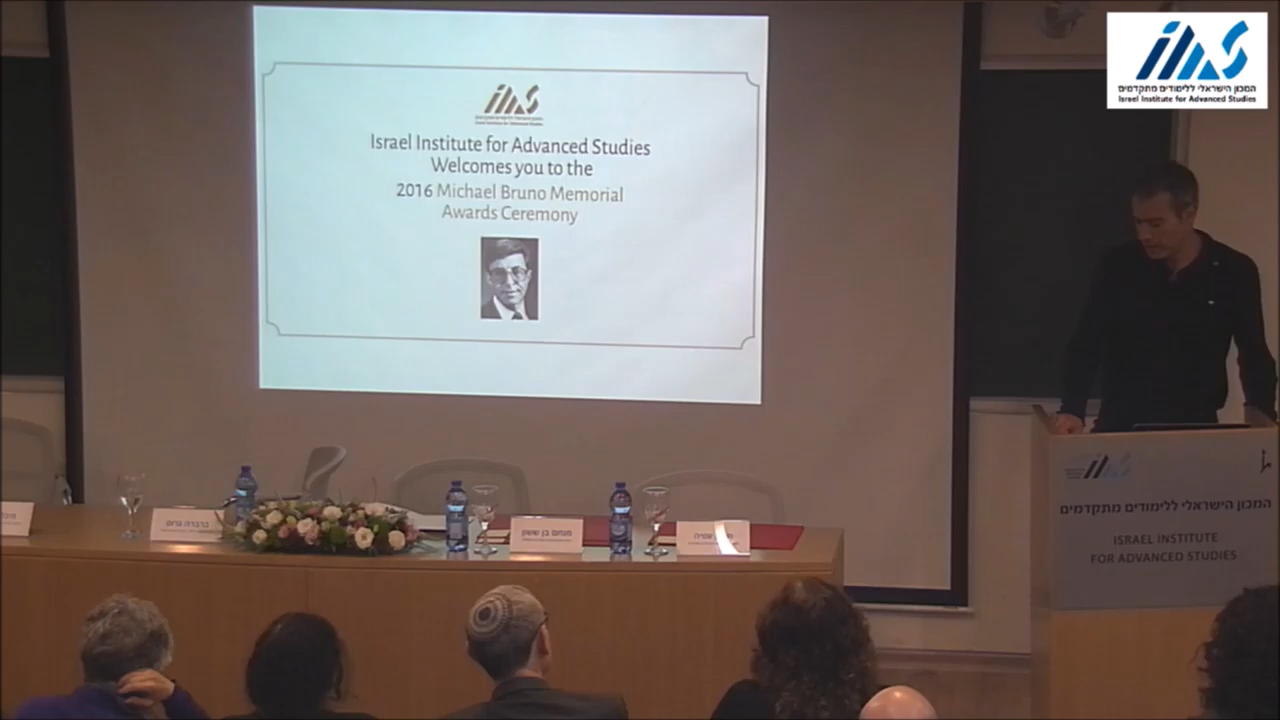 המכון הישראלי ללימודים מתקדמים
Israel Institute for Advanced Studies
Israel Institute for Advanced Studies
Welcomes you to the
2016 Michael Bruno Memorial
Awards Ceremony
ברברה גרוס
מנחם בן ששון
המכון הישראלי ללימודים מתקדמים
ISRAEL INSTITUTE
FOR ADVANCED STUDIES